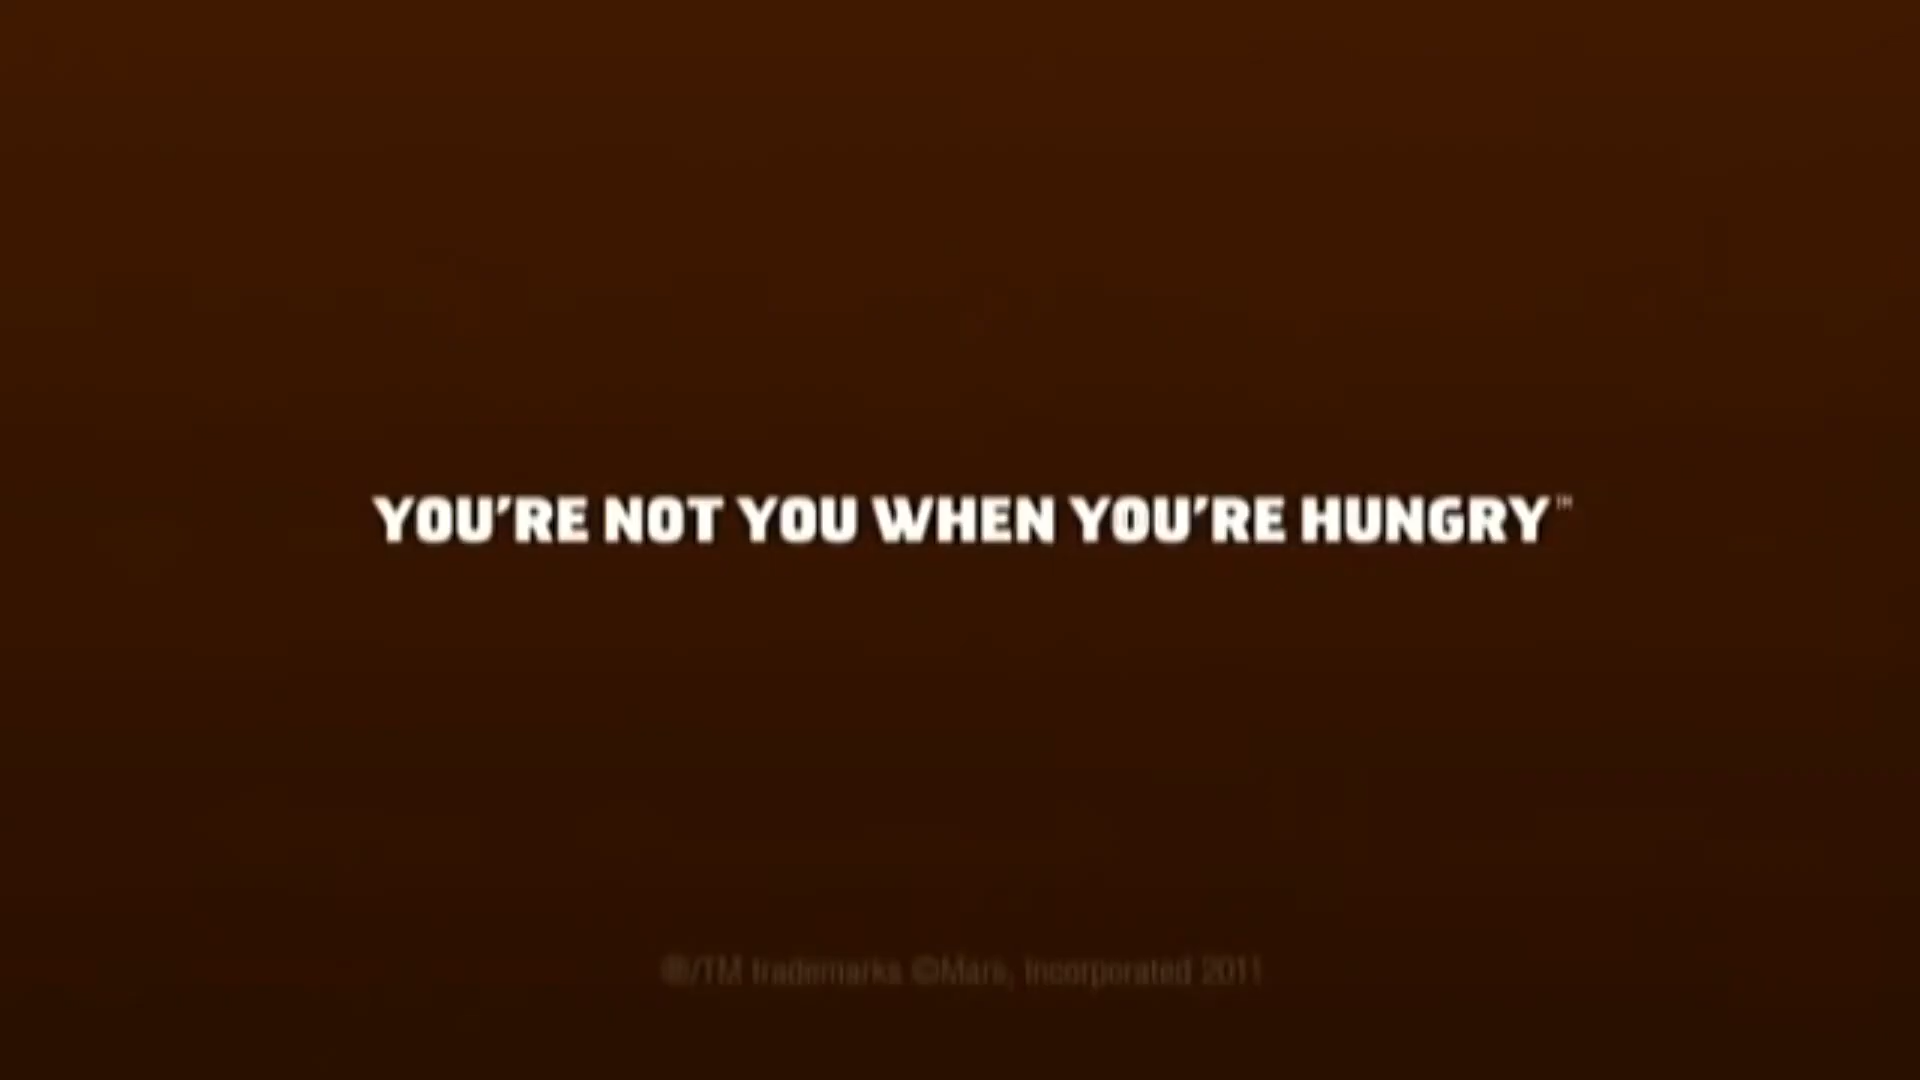 YOU'RE NOT YOU WHEN YOU'RE HUNGRY™
®/TM trademarks ©Mars, Incorporated 2011